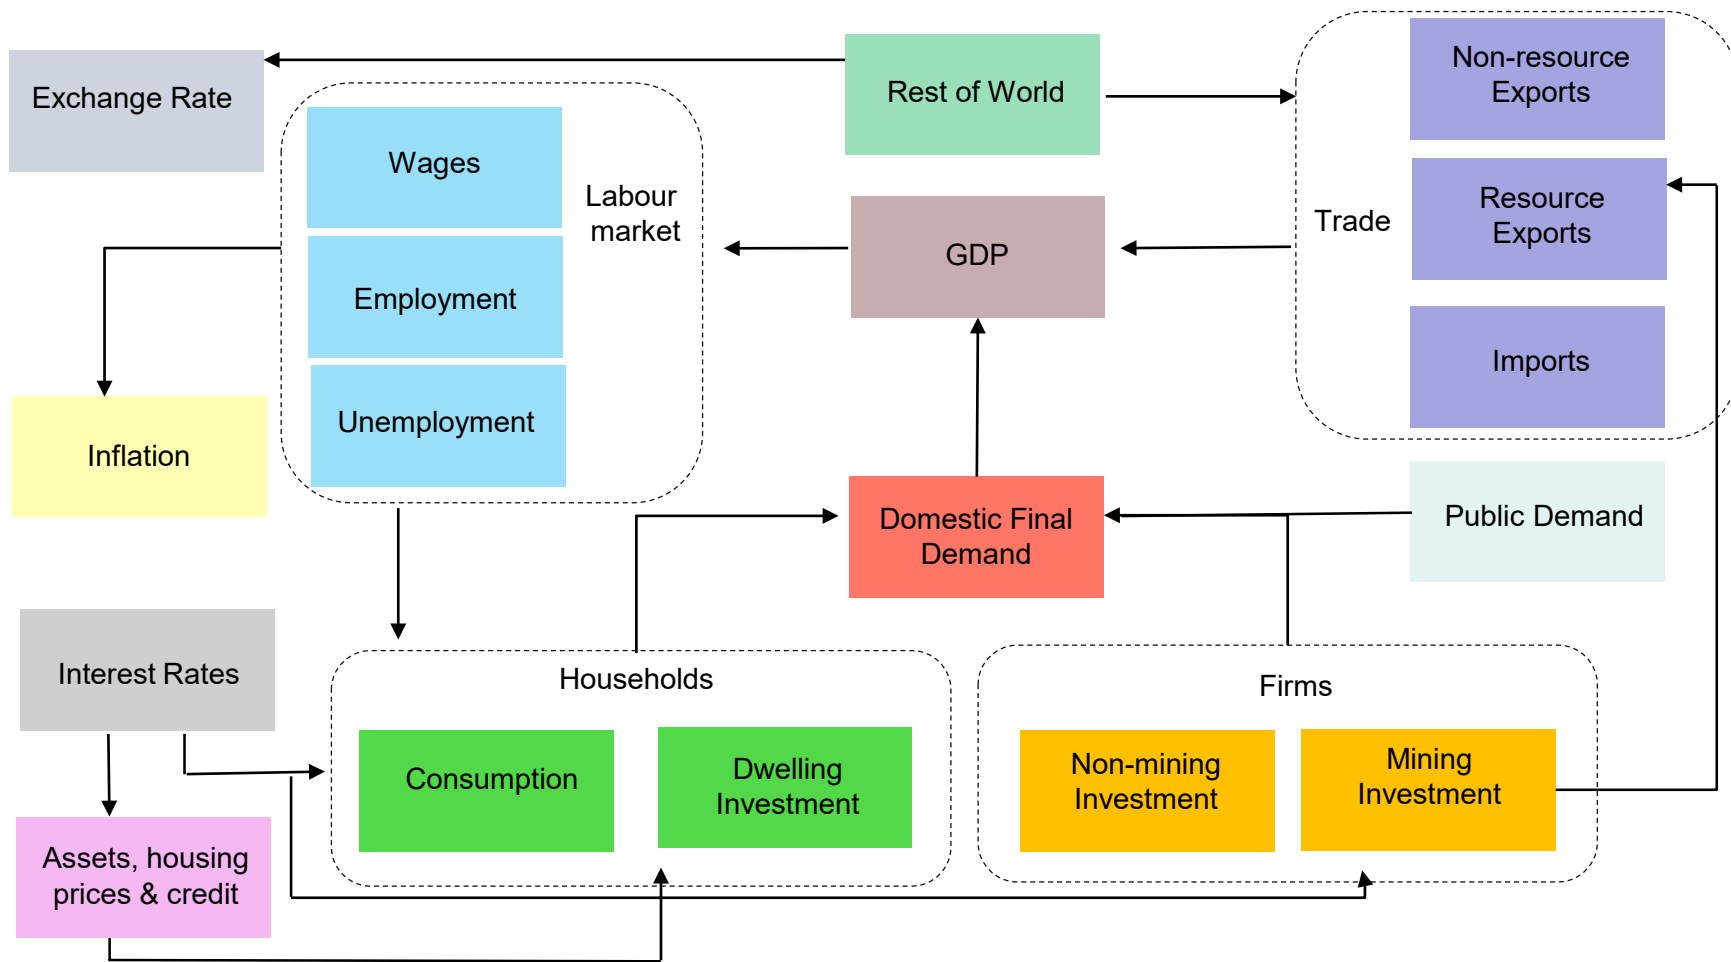 Exchange Rate
Rest of World
Non-resource
Exports
Wages
Labour
market
Trade
Resource
Exports
GDP
Employment
Imports
Unemployment
Inflation
Domestic Final
Demand
Public Demand
Interest Rates
Households
Firms
Consumption
Dwelling
Investment
Non-mining
Investment
Mining
Investment
Assets, housing
prices & credit